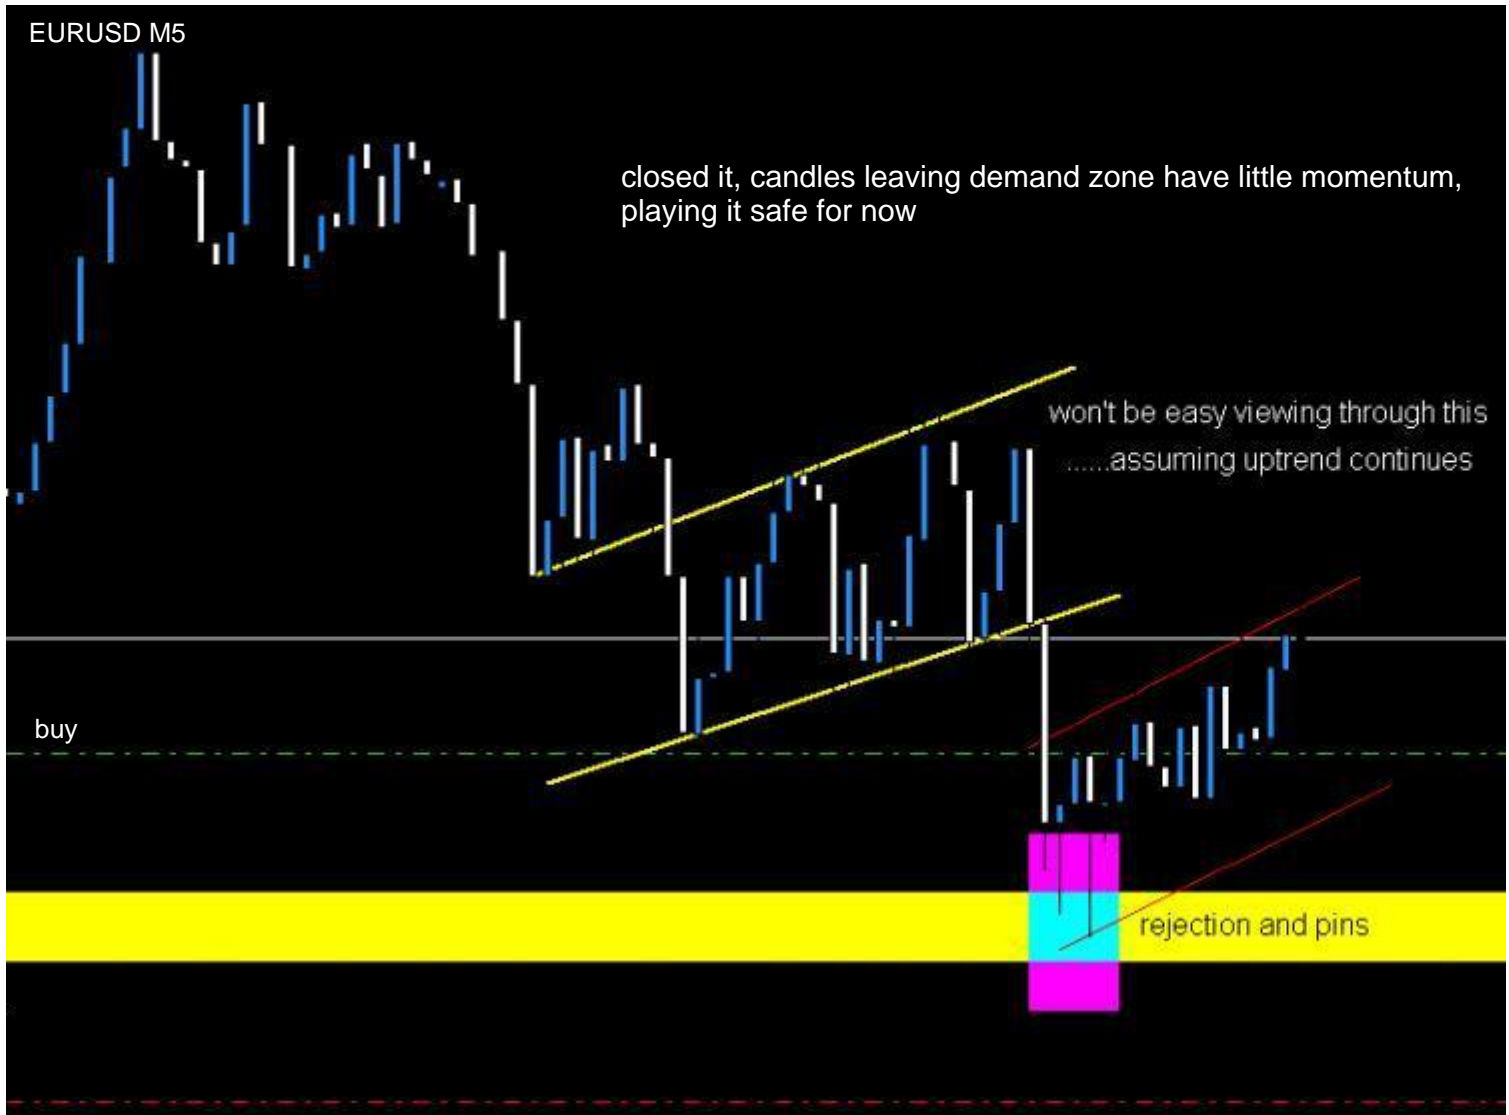 EURUSD M5
closed it, candles leaving demand zone have little momentum,
playing it safe for now
won't be easy viewing through this
......assuming uptrend continues
buy
rejection and pins